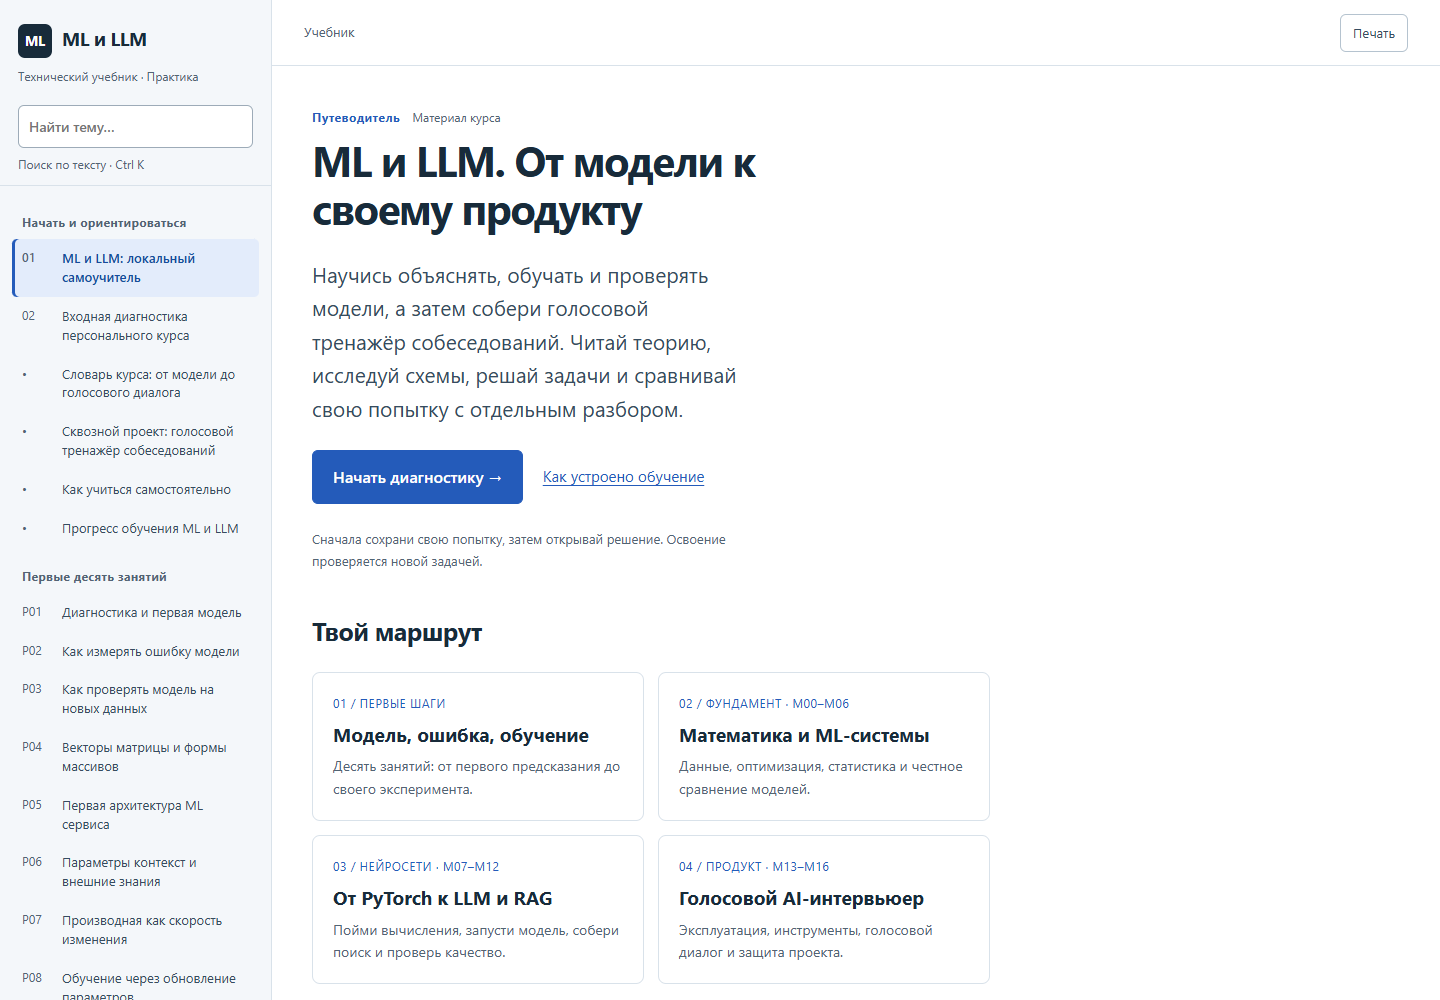 ML
ML и LLM
Технический учебник · Практика
Найти тему...
Поиск по тексту · Ctrl K
Начать и ориентироваться
01
ML и LLM: локальный
самоучитель
02
Входная диагностика
персонального курса
• Словарь курса: от модели до
голосового диалога
• Сквозной проект: голосовой
тренажёр собеседований
• Как учиться самостоятельно
• Прогресс обучения ML и LLM
Первые десять занятий
P01 Диагностика и первая модель
P02 Как измерять ошибку модели
P03 Как проверять модель на
новых данных
P04 Векторы матрицы и формы
массивов
P05 Первая архитектура ML
сервиса
P06 Параметры контекст и
внешние знания
P07 Производная как скорость
изменения
P08 Обучение через обновление
параметров
Учебник
Печать
Путеводитель Материал курса
ML и LLM. От модели к
своему продукту
Научись объяснять, обучать и проверять
модели, а затем собери голосовой
тренажёр собеседований. Читай теорию,
исследуй схемы, решай задачи и сравнивай
свою попытку с отдельным разбором.
Начать диагностику →
Как устроено обучение
Сначала сохрани свою попытку, затем открывай решение. Освоение
проверяется новой задачей.
Твой маршрут
01 / ПЕРВЫЕ ШАГИ
Модель, ошибка, обучение
Десять занятий: от первого предсказания до
своего эксперимента.
02 / ФУНДАМЕНТ · M00–M06
Математика и ML-системы
Данные, оптимизация, статистика и честное
сравнение моделей.
03 / НЕЙРОСЕТИ · M07–M12
От PyTorch к LLM и RAG
Пойми вычисления, запусти модель, собери
поиск и проверь качество.
04 / ПРОДУКТ · M13–M16
Голосовой AI-интервьюер
Эксплуатация, инструменты, голосовой
диалог и защита проекта.